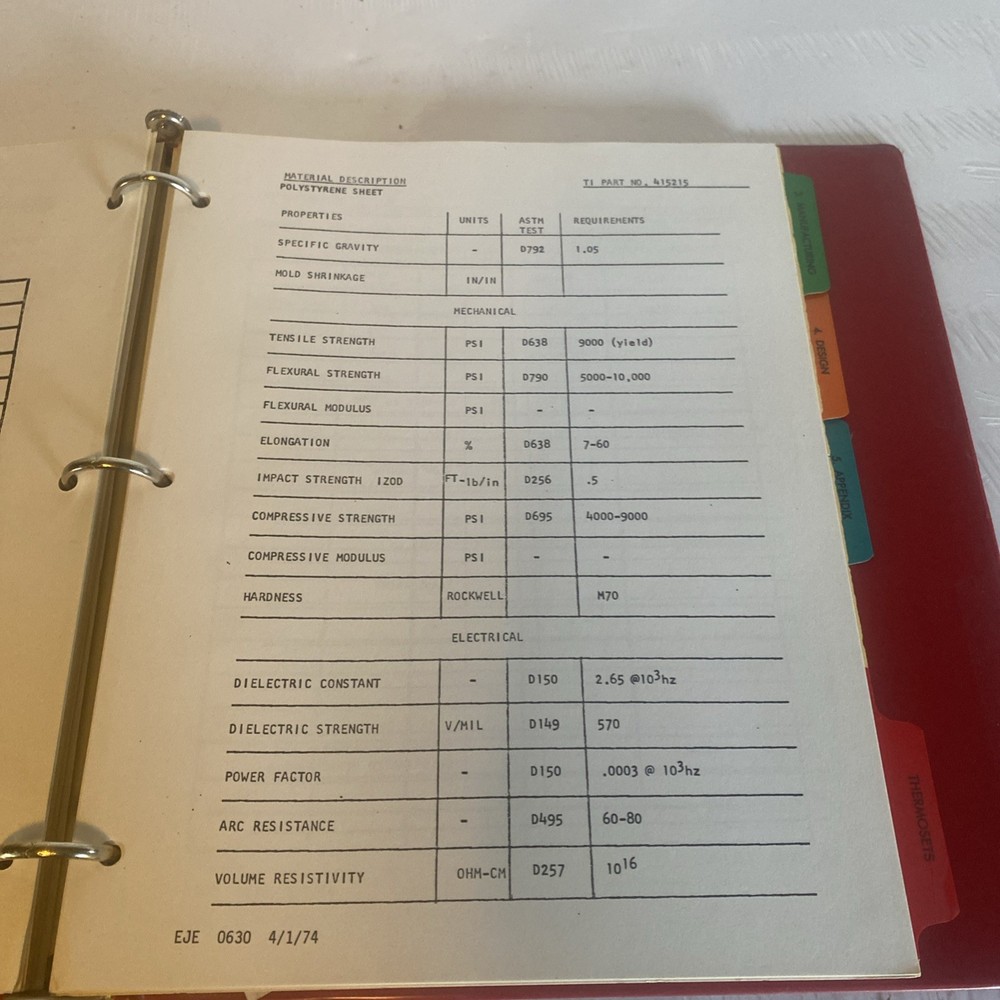 MATERIAL DESCRIPTION TI PART NO. 415215
POLYSTYRENE SHEET
PROPERTIES UNITS ASTM TEST REQUIREMENTS
SPECIFIC GRAVITY - D792 1.05
MOLD SHRINKAGE IN/IN
MECHANICAL
TENSILE STRENGTH PSI D638 9000 (yield)
FLEXURAL STRENGTH PSI D790 5000-10,000
FLEXURAL MODULUS PSI - -
ELONGATION % D638 7-60
IMPACT STRENGTH IZOD FT-lb/in D256 .5
COMPRESSIVE STRENGTH PSI D695 4000-9000
COMPRESSIVE MODULUS PSI - -
HARDNESS ROCKWELL M70
ELECTRICAL
DIELECTRIC CONSTANT - D150 2.65 @10³hz
DIELECTRIC STRENGTH V/MIL D149 570
POWER FACTOR - D150 .0003 @ 10³hz
ARC RESISTANCE - D495 60-80
VOLUME RESISTIVITY OHM-CM D257 10¹⁶
EJE 0630 4/1/74
MANUFACTURING
4. DESIGN
5. APPENDIX
THERMOSETS